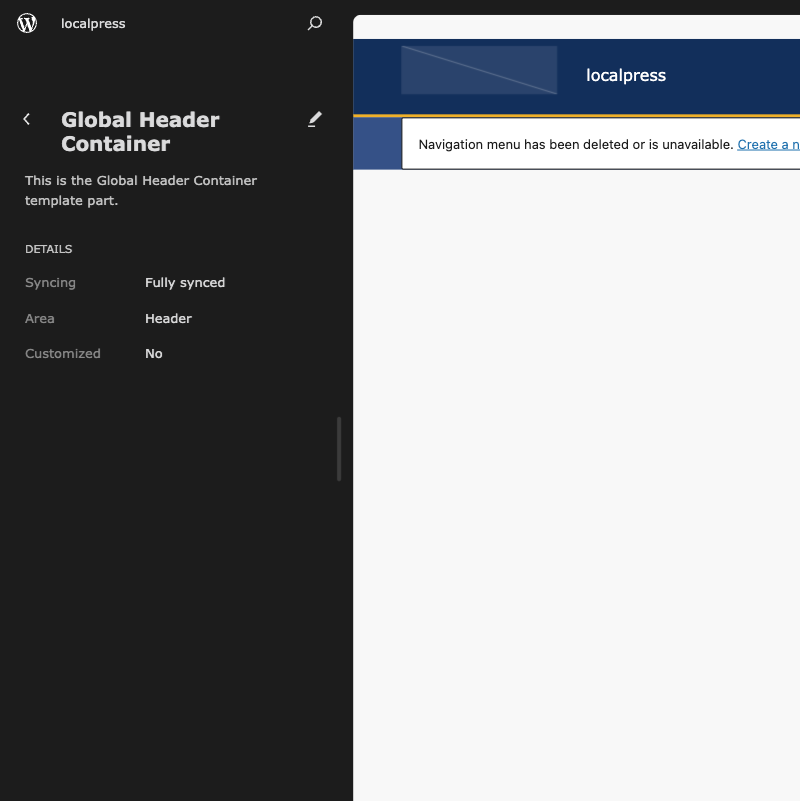 localpress
Global Header
Container
This is the Global Header Container
template part.
DETAILS
Syncing Fully synced
Area Header
Customized No
localpress
Navigation menu has been deleted or is unavailable. Create a n